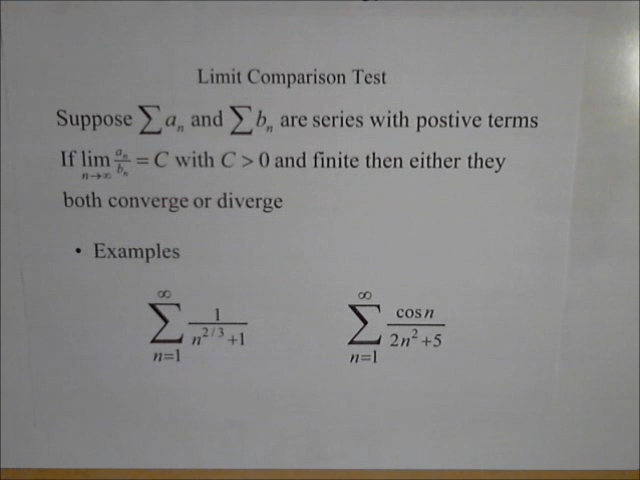 Limit Comparison Test
Suppose ∑ aₙ and ∑ bₙ are series with postive terms
If lim n→∞ aₙ/bₙ = C with C > 0 and finite then either they
both converge or diverge
• Examples
∞ ∑ n=1 1/(n^{2/3}+1) ∞ ∑ n=1 cos n/(2n²+5)